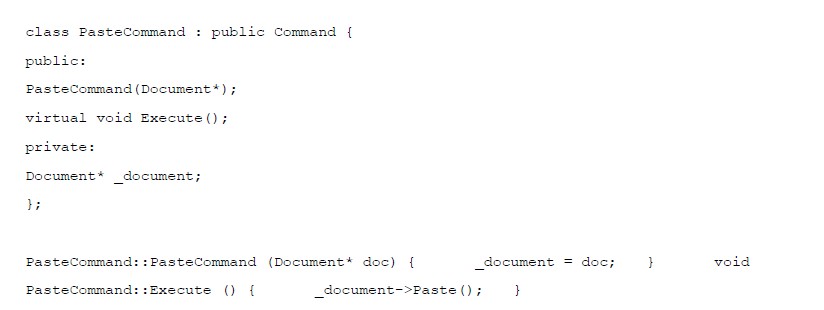 class PasteCommand : public Command {
public:
PasteCommand(Document*);
virtual void Execute();
private:
Document* _document;
};
PasteCommand::PasteCommand (Document* doc) { _document = doc; } void
PasteCommand::Execute () { _document->Paste(); }